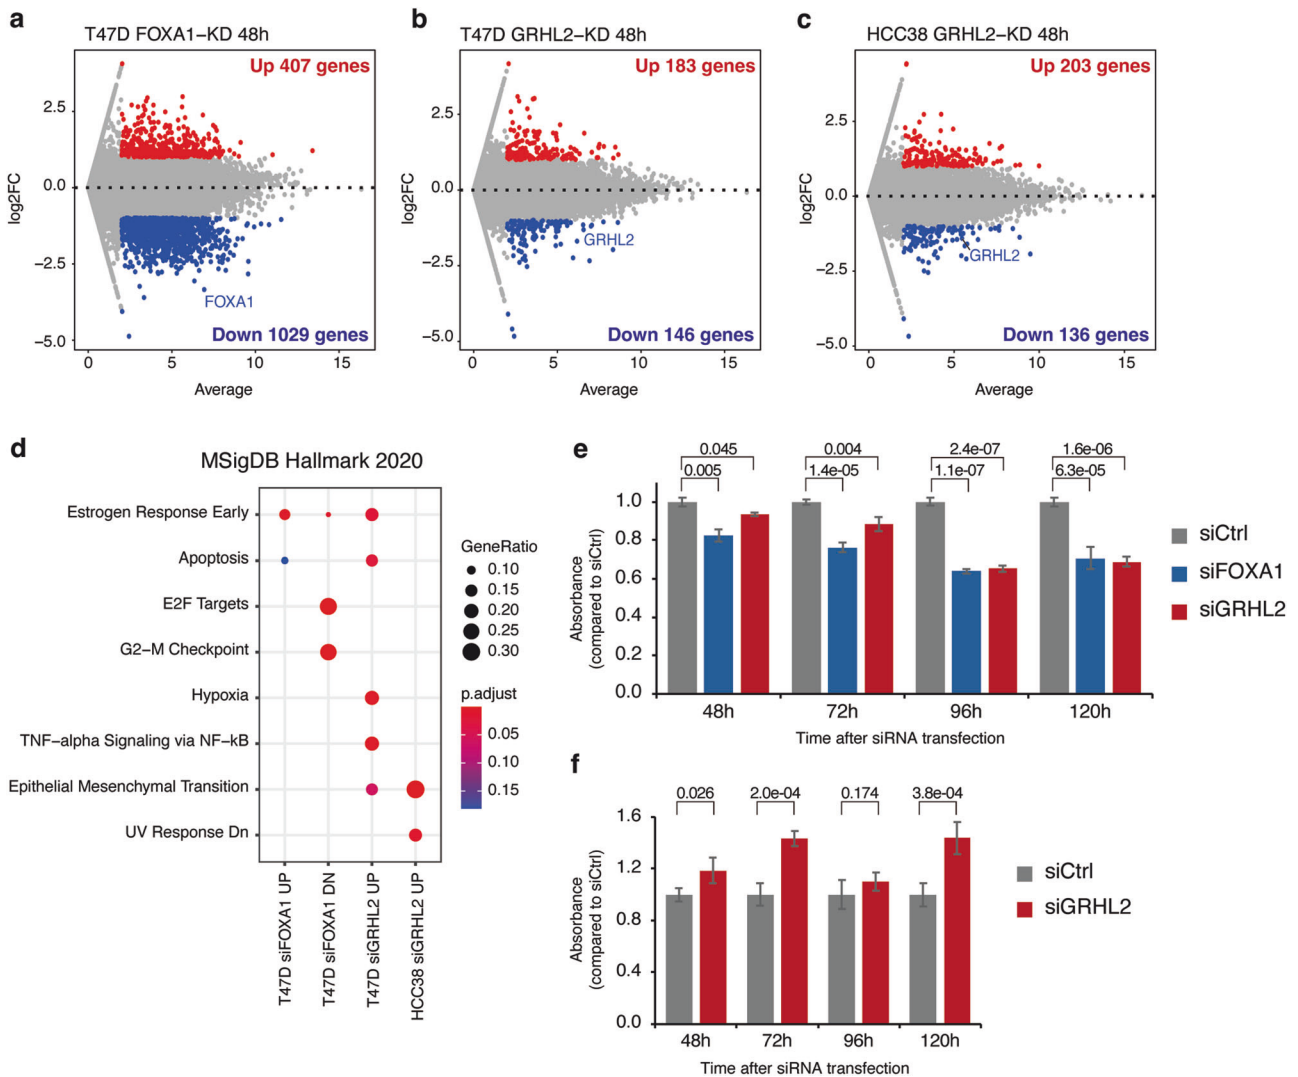 a
T47D FOXA1−KD 48h
Up 407 genes
2.5
0.0
−2.5
−5.0
log2FC
FOXA1
Down 1029 genes
0 5 10 15
Average
b
T47D GRHL2−KD 48h
Up 183 genes
2.5
0.0
−2.5
−5.0
log2FC
GRHL2
Down 146 genes
0 5 10 15
Average
c
HCC38 GRHL2−KD 48h
Up 203 genes
2.5
0.0
−2.5
−5.0
log2FC
GRHL2
Down 136 genes
0 5 10 15
Average
d
MSigDB Hallmark 2020
Estrogen Response Early
Apoptosis
E2F Targets
G2−M Checkpoint
Hypoxia
TNF−alpha Signaling via NF−kB
Epithelial Mesenchymal Transition
UV Response Dn
T47D siFOXA1 UP
T47D siFOXA1 DN
T47D siGRHL2 UP
HCC38 siGRHL2 UP
GeneRatio
0.10
0.15
0.20
0.25
0.30
p.adjust
0.05
0.10
0.15
e
0.045
0.005
0.004
1.4e-05
2.4e-07
1.1e-07
1.6e-06
6.3e-05
1.0
0.8
0.6
0.4
0.2
0.0
Absorbance
(compared to siCtrl)
48h 72h 96h 120h
Time after siRNA transfection
siCtrl
siFOXA1
siGRHL2
f
0.026 2.0e-04 0.174 3.8e-04
1.6
1.2
0.8
0.4
0.0
Absorbance
(compared to siCtrl)
48h 72h 96h 120h
Time after siRNA transfection
siCtrl
siGRHL2